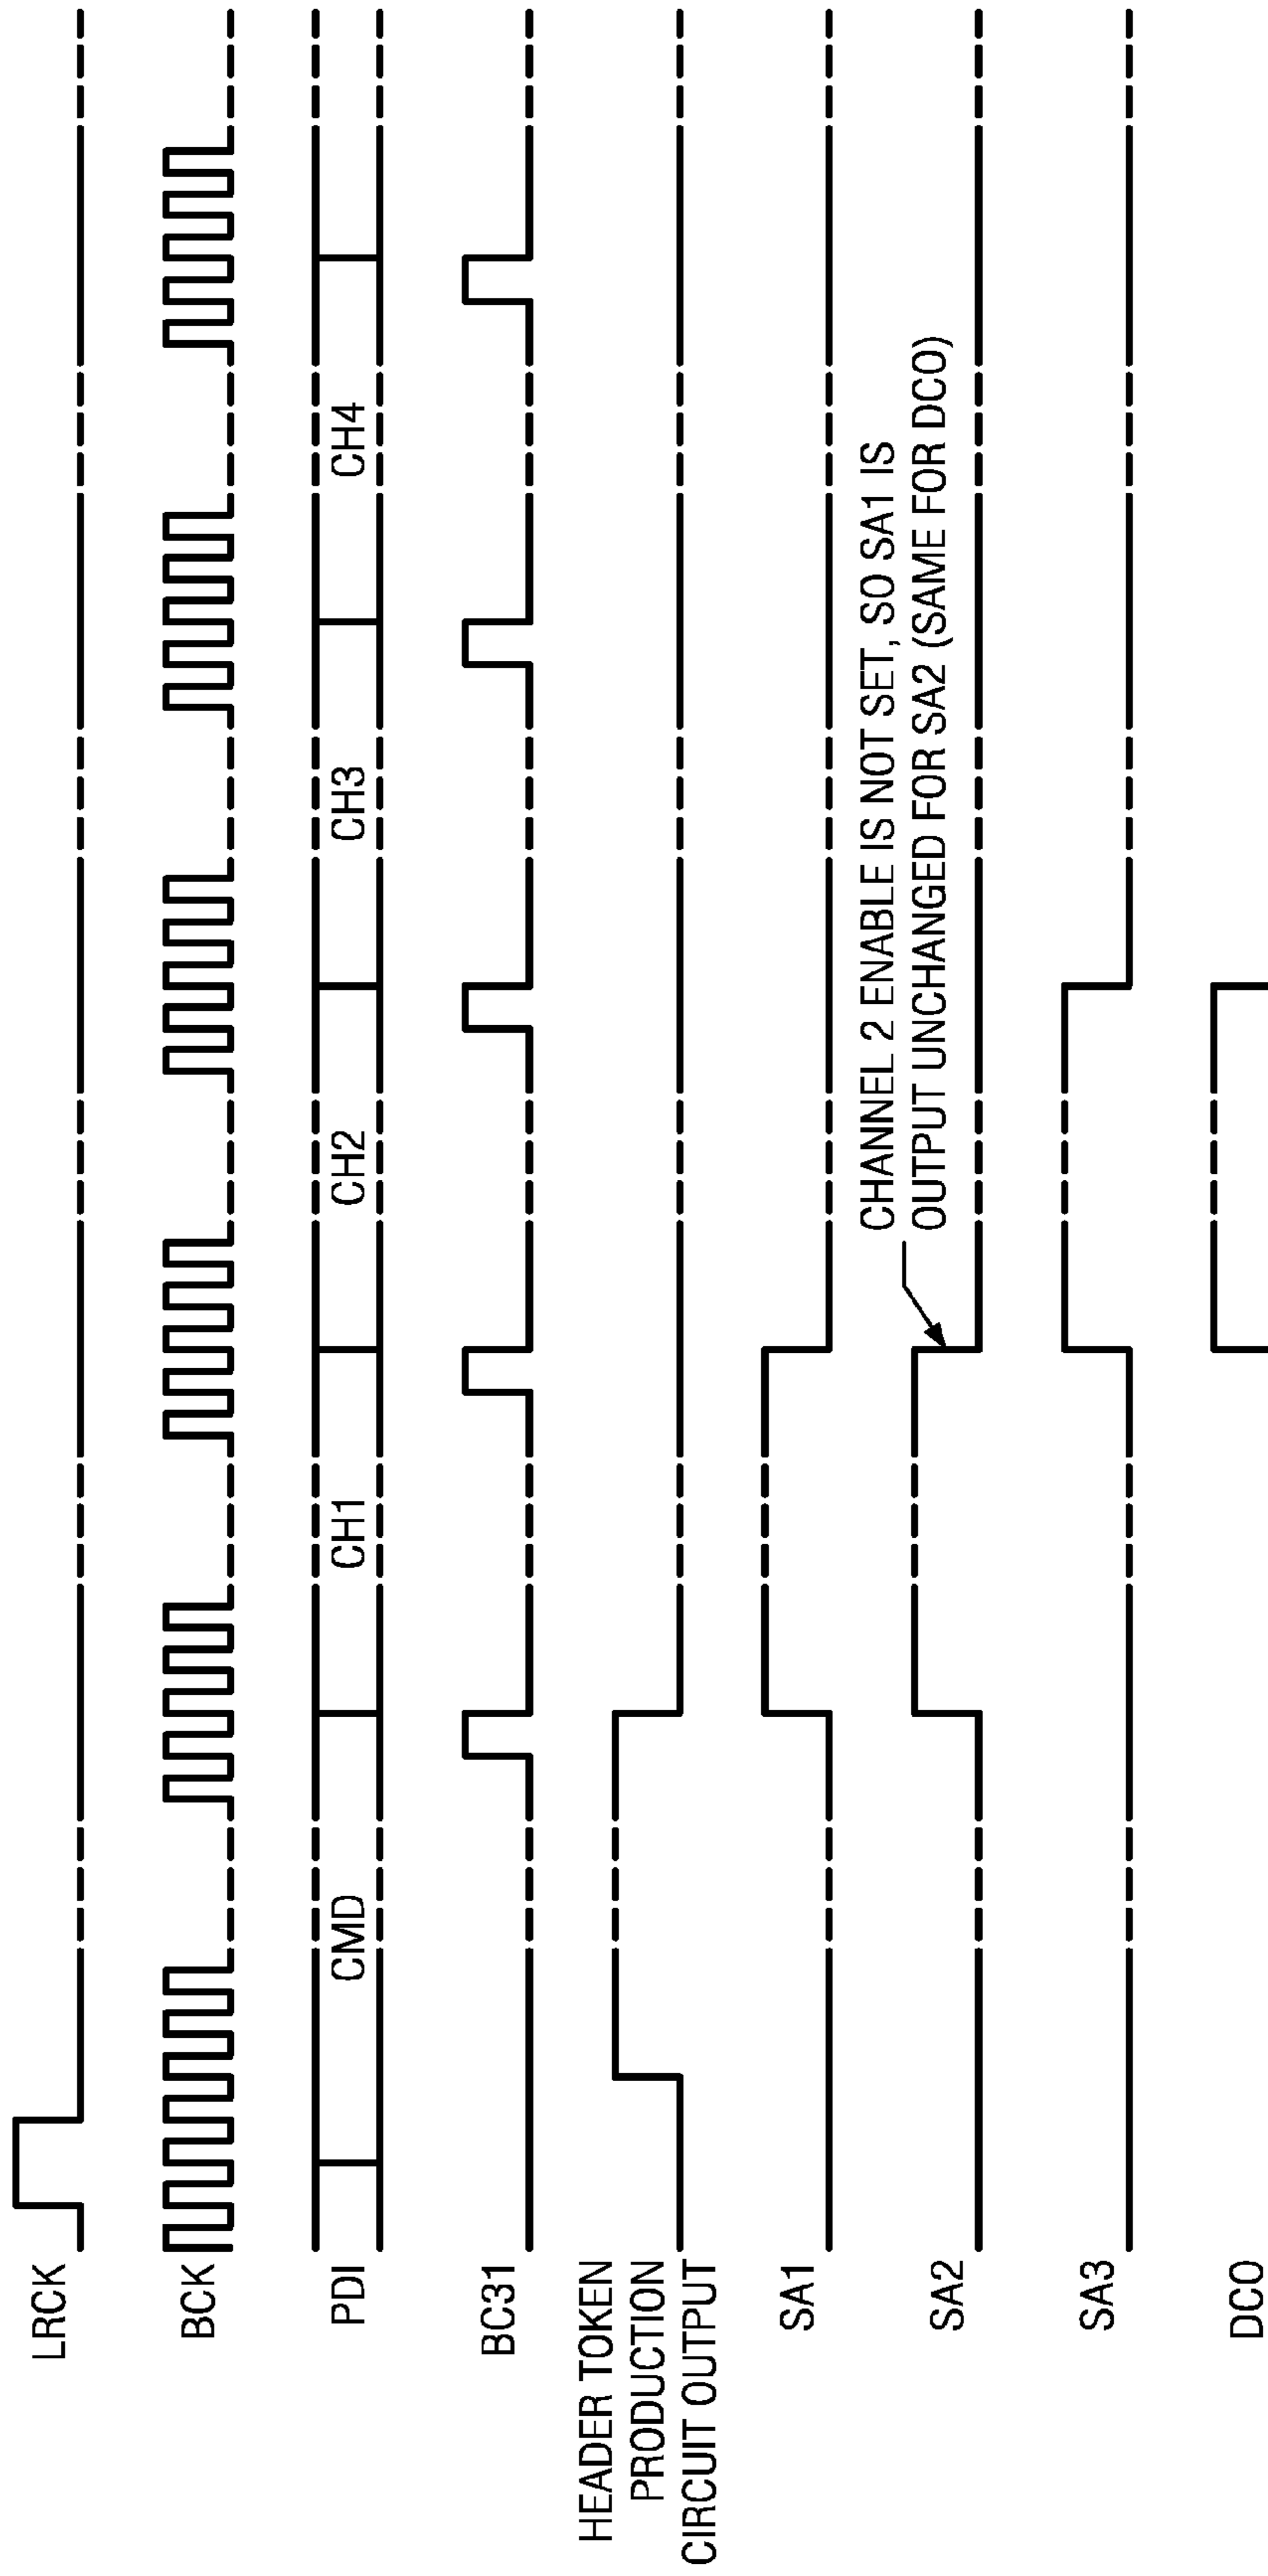 LRCK
BCK
PDI
CMD
CH1
CH2
CH3
CH4
BC31
HEADER TOKEN
PRODUCTION
CIRCUIT OUTPUT
SA1
CHANNEL 2 ENABLE IS NOT SET, SO SA1 IS
OUTPUT UNCHANGED FOR SA2 (SAME FOR DCO)
SA2
SA3
DCO